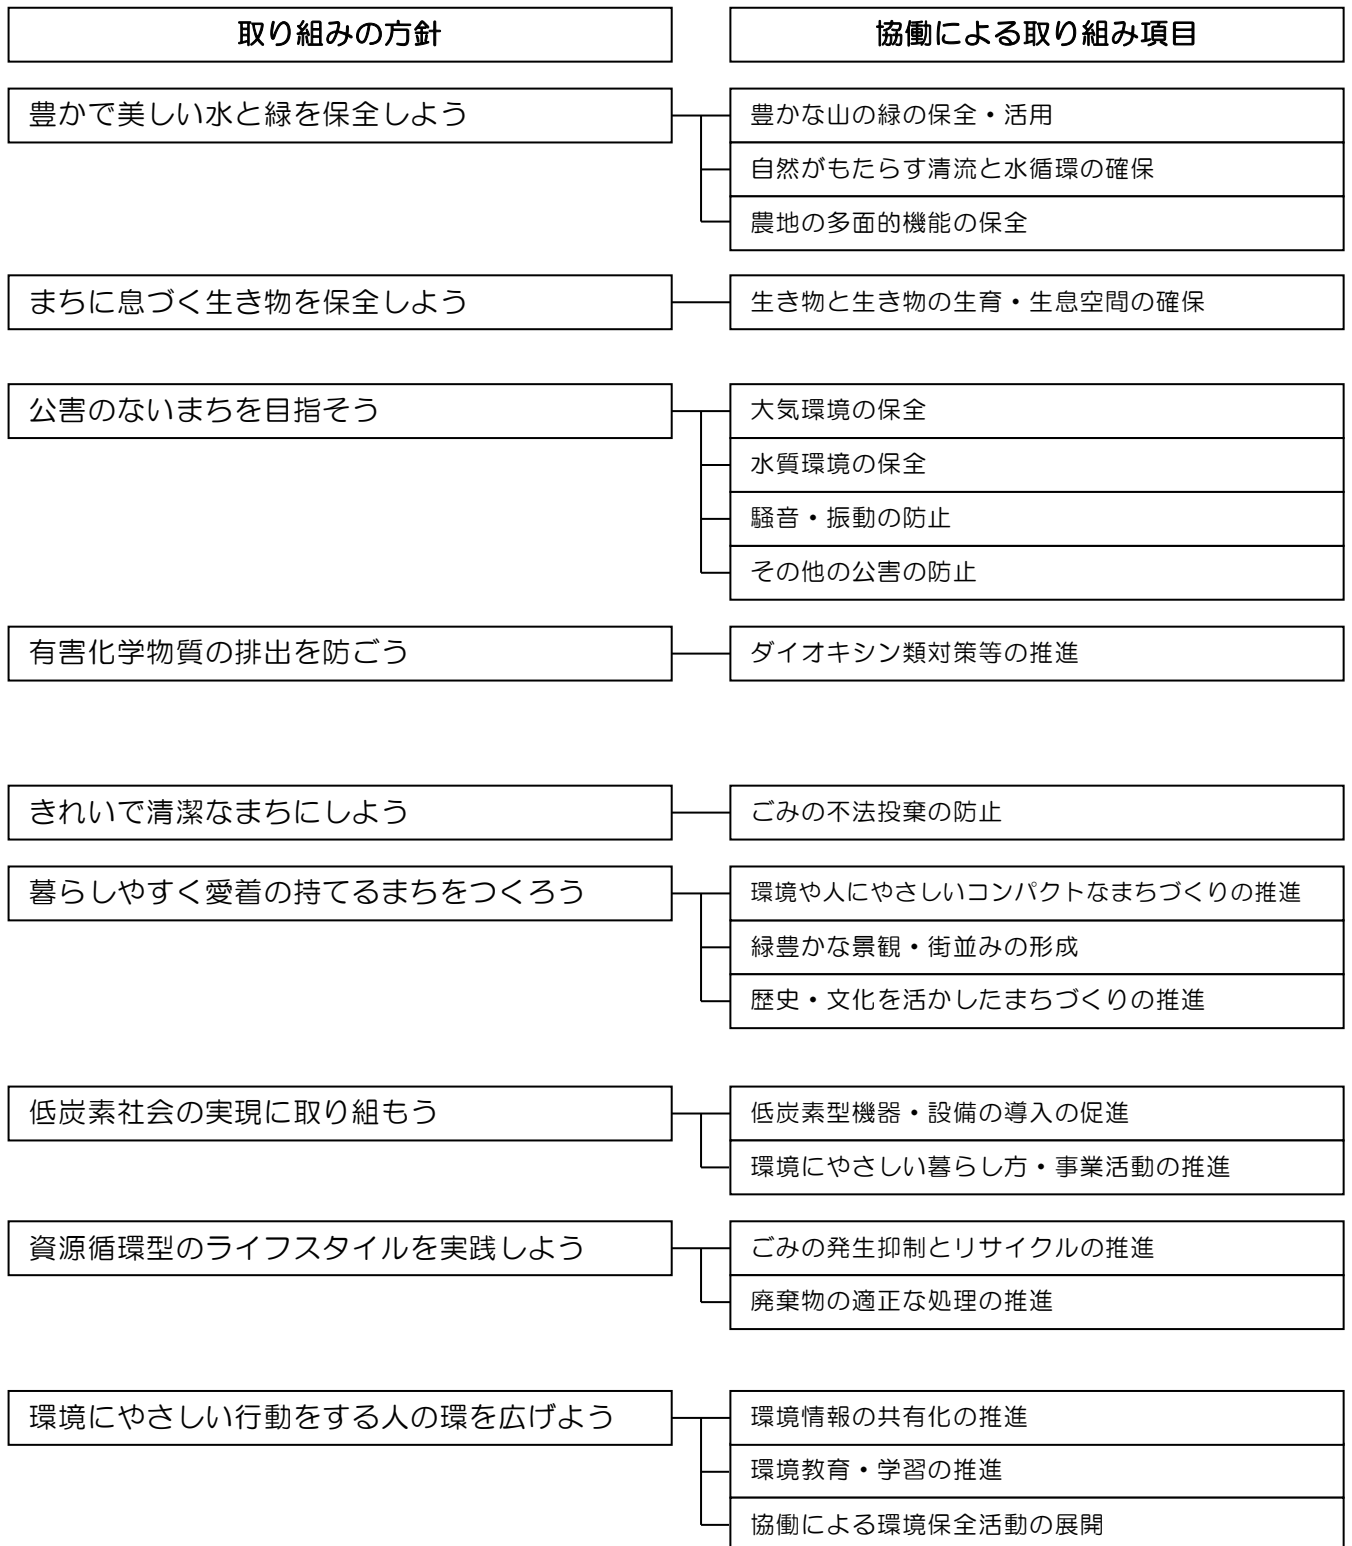 取り組みの方針
協働による取り組み項目
豊かで美しい水と緑を保全しよう
豊かな山の緑の保全・活用
自然がもたらす清流と水循環の確保
農地の多面的機能の保全
まちに息づく生き物を保全しよう
生き物と生き物の生育・生息空間の確保
公害のないまちを目指そう
大気環境の保全
水質環境の保全
騒音・振動の防止
その他の公害の防止
有害化学物質の排出を防ごう
ダイオキシン類対策等の推進
きれいで清潔なまちにしよう
ごみの不法投棄の防止
暮らしやすく愛着の持てるまちをつくろう
環境や人にやさしいコンパクトなまちづくりの推進
緑豊かな景観・街並みの形成
歴史・文化を活かしたまちづくりの推進
低炭素社会の実現に取り組もう
低炭素型機器・設備の導入の促進
環境にやさしい暮らし方・事業活動の推進
資源循環型のライフスタイルを実践しよう
ごみの発生抑制とリサイクルの推進
廃棄物の適正な処理の推進
環境にやさしい行動をする人の環を広げよう
環境情報の共有化の推進
環境教育・学習の推進
協働による環境保全活動の展開